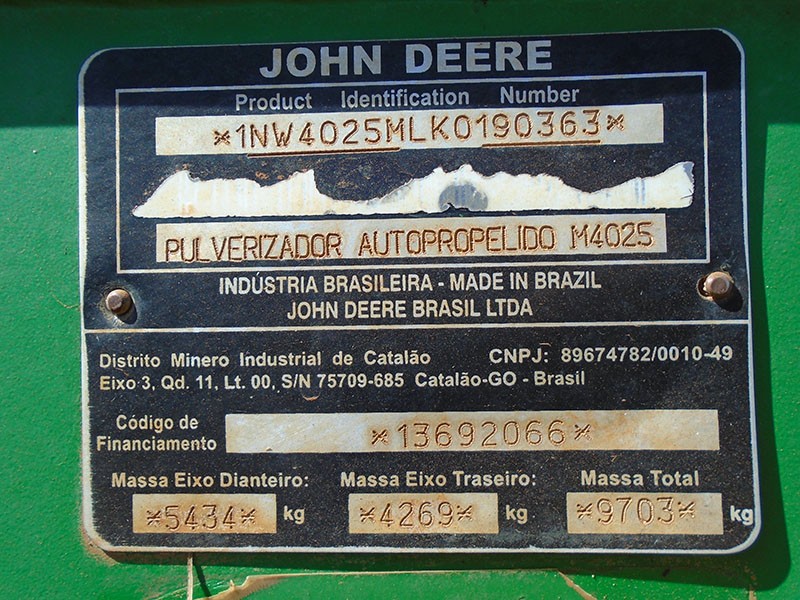 JOHN DEERE
Product Identification Number
*1NW4025MLK0190363*
PULVERIZADOR AUTOPROPELIDO M4025
INDÚSTRIA BRASILEIRA - MADE IN BRAZIL
JOHN DEERE BRASIL LTDA
Distrito Minero Industrial de Catalão CNPJ: 89674782/0010-49
Eixo 3, Qd. 11, Lt. 00, S/N 75709-685 Catalão-GO - Brasil
Código de
Financiamento *13692066*
Massa Eixo Dianteiro: Massa Eixo Traseiro: Massa Total
*5434* kg *4269* kg *9703* kg